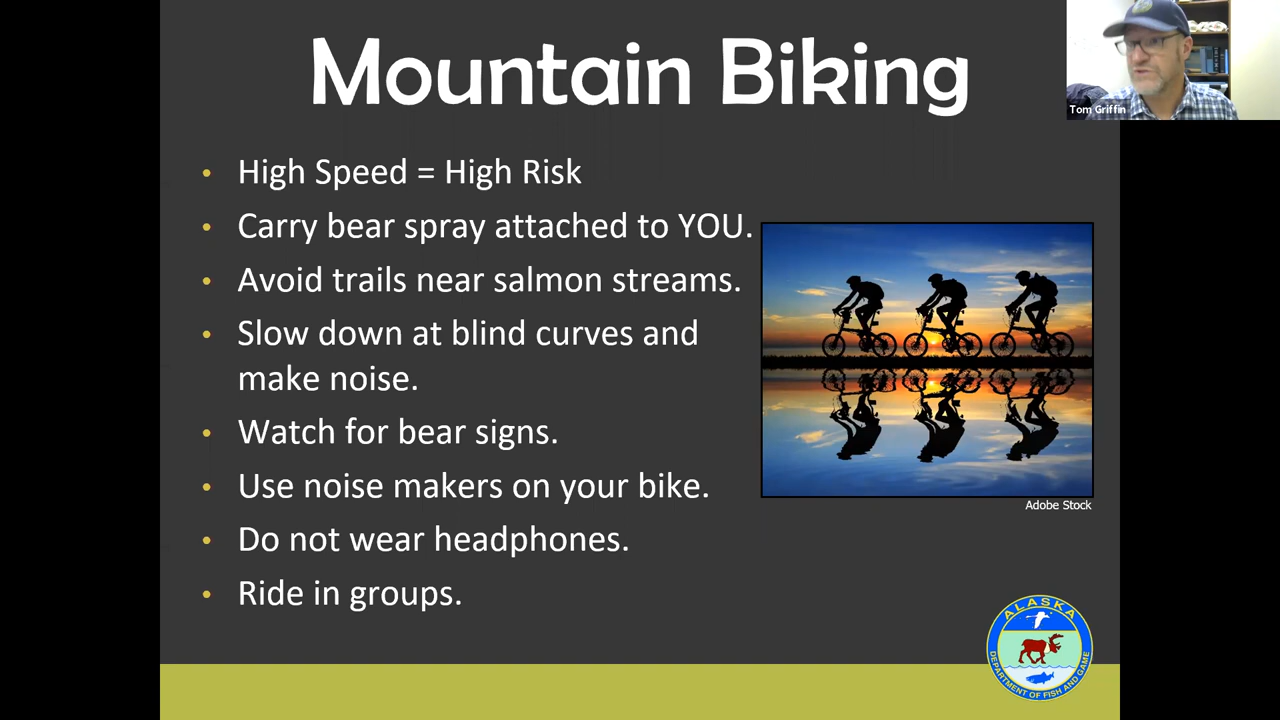 Mountain Biking
Tom Griffin
• High Speed = High Risk
• Carry bear spray attached to YOU.
• Avoid trails near salmon streams.
• Slow down at blind curves and
make noise.
• Watch for bear signs.
• Use noise makers on your bike.
• Do not wear headphones.
• Ride in groups.
Adobe Stock
ALASKA
DEPARTMENT OF FISH AND GAME